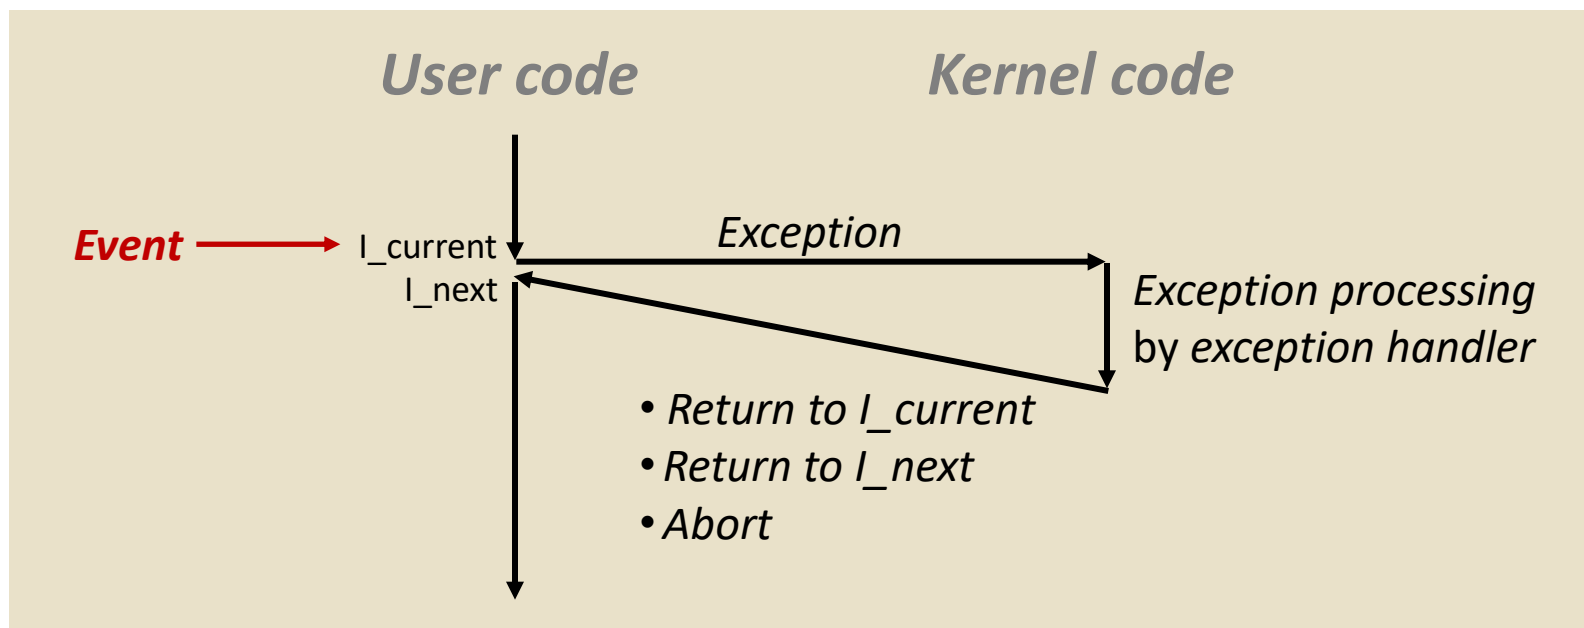 User code
Kernel code
Event
I_current
Exception
I_next
Exception processing
by exception handler
• Return to I_current
• Return to I_next
• Abort